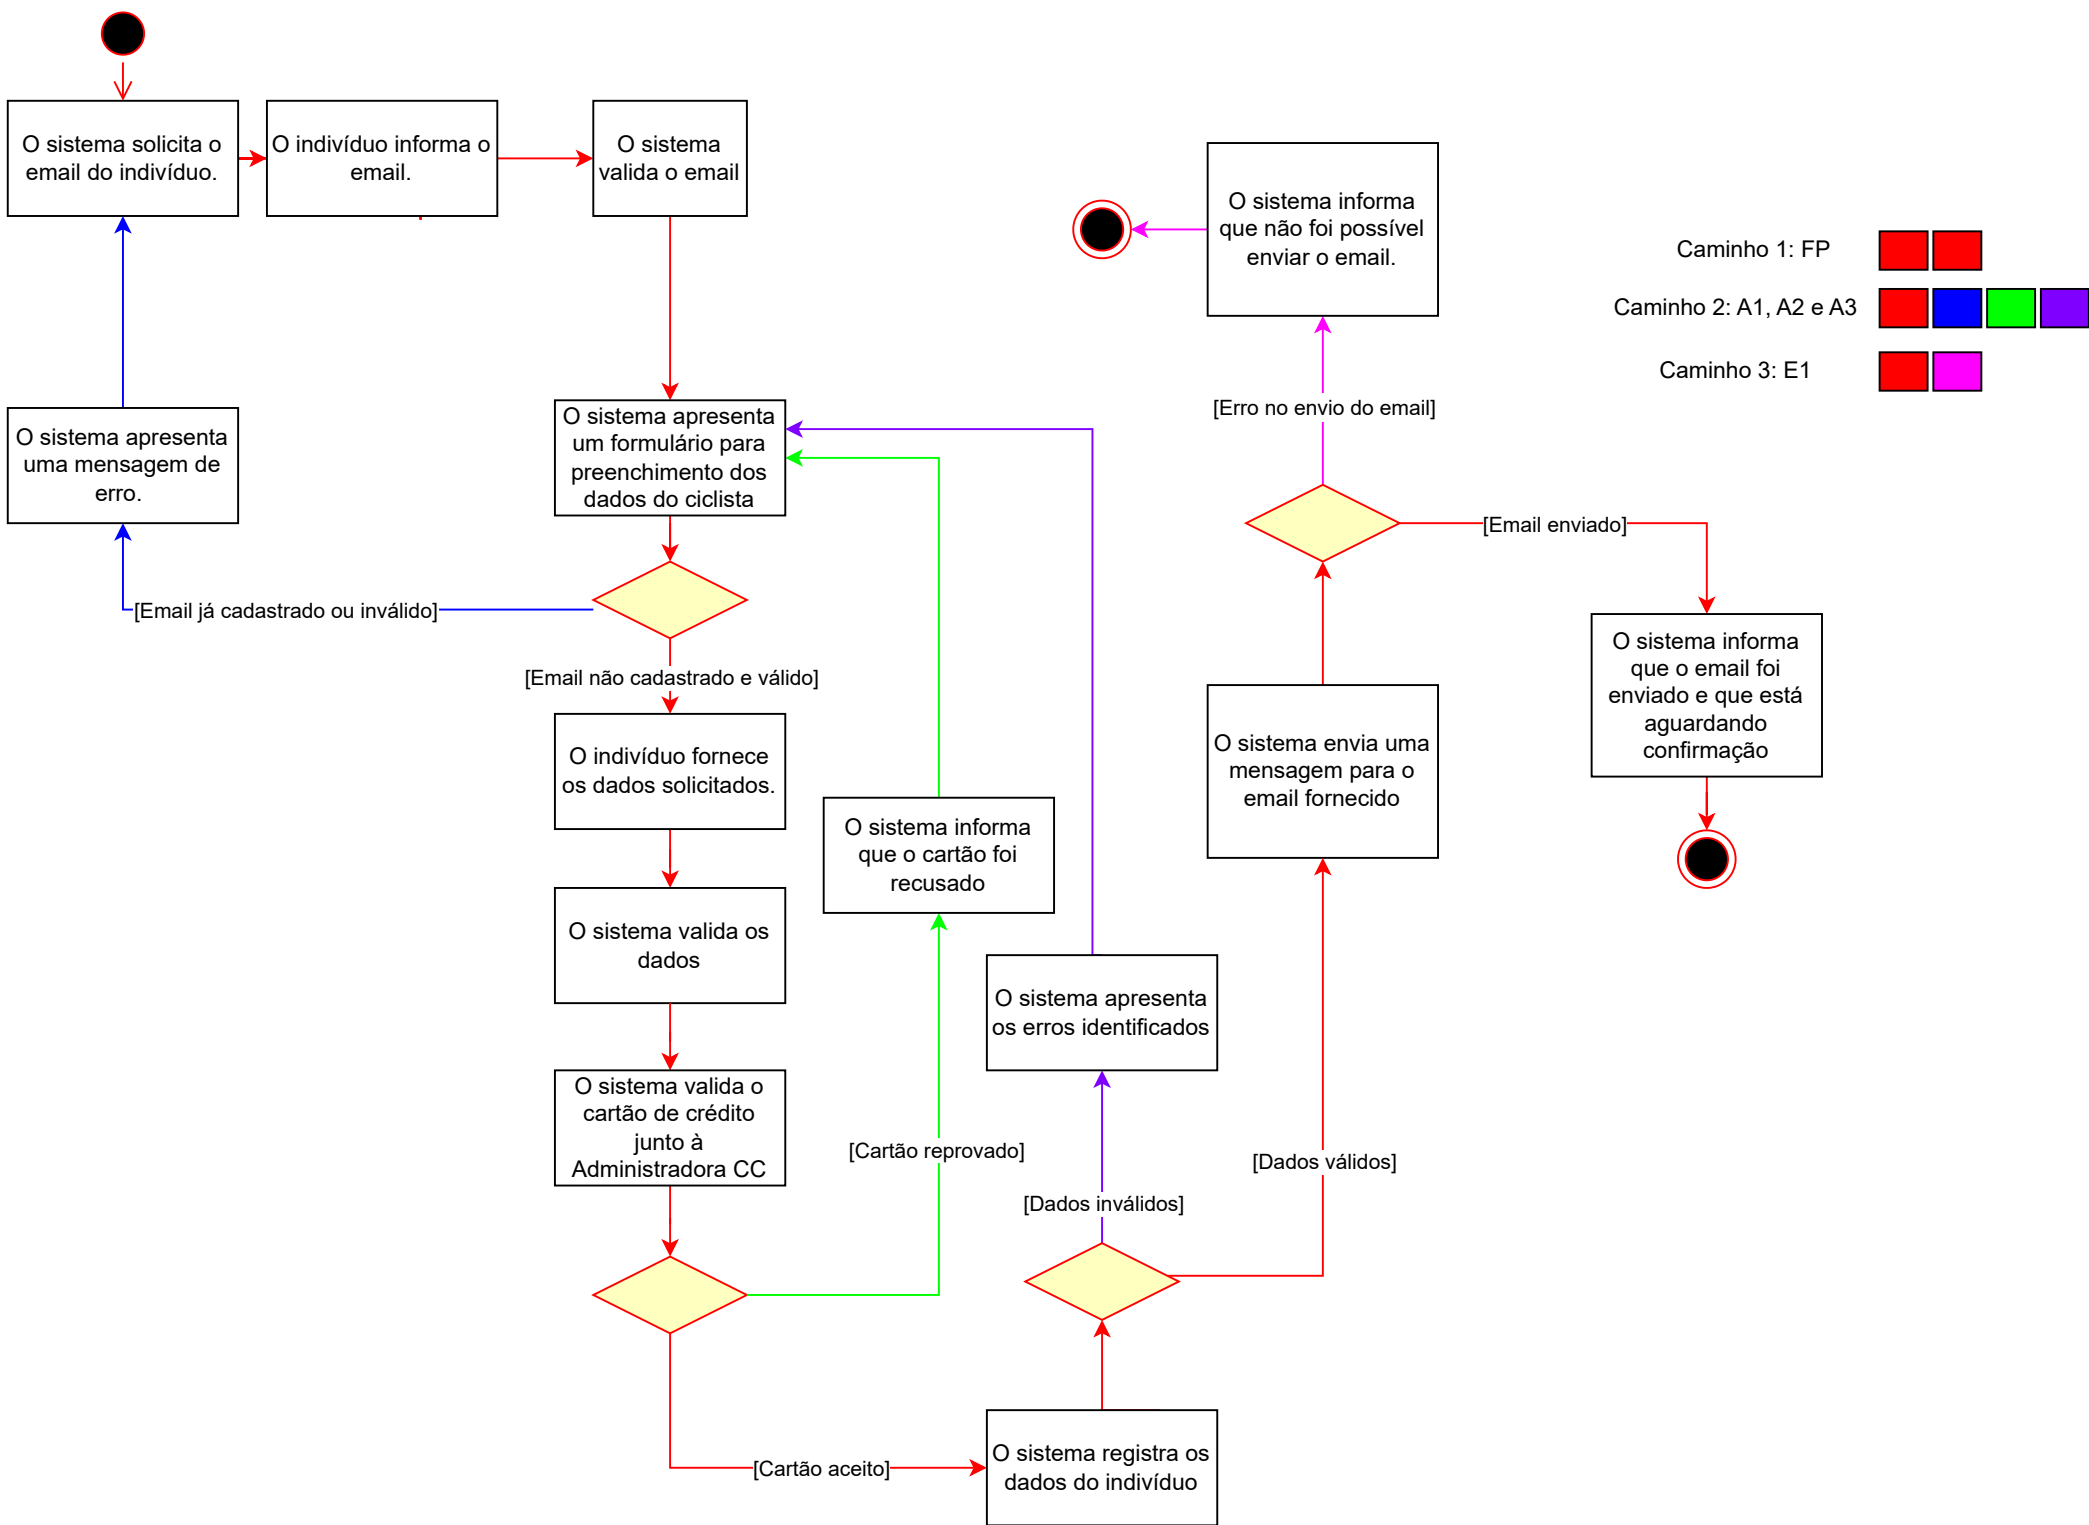 O sistema solicita o
email do indivíduo.
O indivíduo informa o
email.
O sistema
valida o email
O sistema apresenta
uma mensagem de
erro.
O sistema apresenta
um formulário para
preenchimento dos
dados do ciclista
[Email já cadastrado ou inválido]
[Email não cadastrado e válido]
O indivíduo fornece
os dados solicitados.
O sistema valida os
dados
O sistema valida o
cartão de crédito
junto à
Administradora CC
O sistema informa
que o cartão foi
recusado
[Cartão reprovado]
[Cartão aceito]
O sistema registra os
dados do indivíduo
[Dados inválidos]
O sistema apresenta
os erros identificados
[Dados válidos]
O sistema envia uma
mensagem para o
email fornecido
[Erro no envio do email]
O sistema informa
que não foi possível
enviar o email.
[Email enviado]
O sistema informa
que o email foi
enviado e que está
aguardando
confirmação
Caminho 1: FP
Caminho 2: A1, A2 e A3
Caminho 3: E1